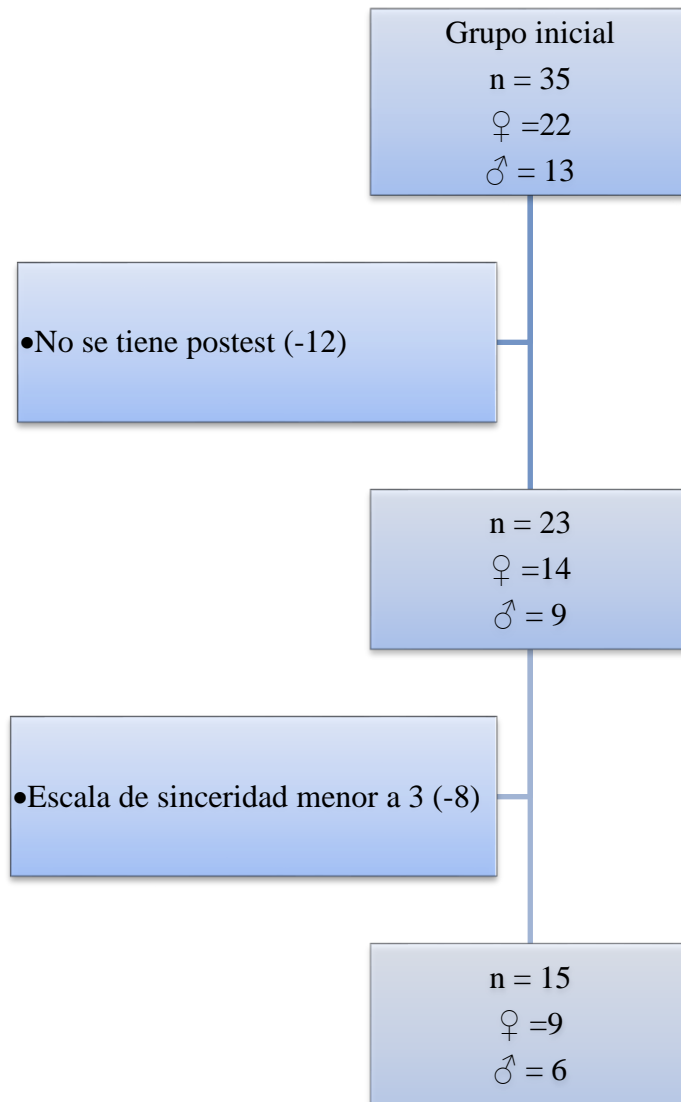 Grupo inicial
n = 35
♀ =22
♂ = 13
•No se tiene postest (-12)
n = 23
♀ =14
♂ = 9
•Escala de sinceridad menor a 3 (-8)
n = 15
♀ =9
♂ = 6